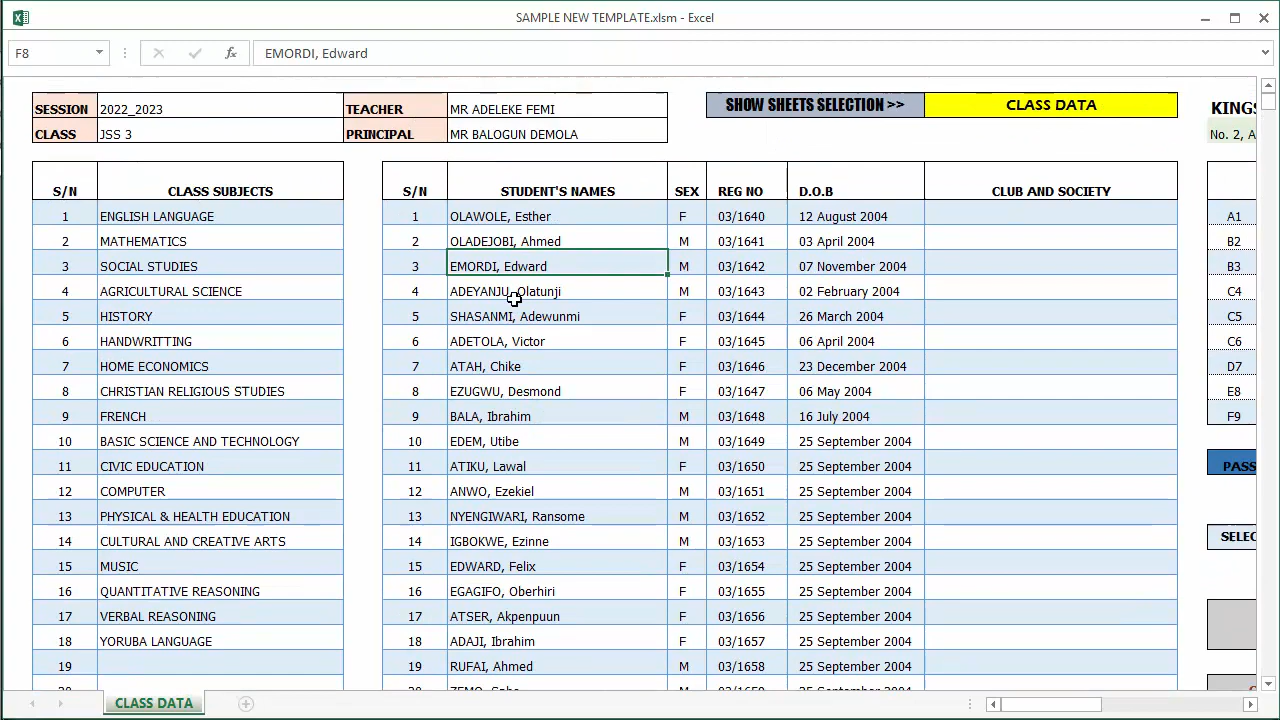 SAMPLE NEW TEMPLATE.xlsm - Excel
F8 fx EMORDI, Edward
SESSION 2022_2023 TEACHER MR ADELEKE FEMI SHOW SHEETS SELECTION >> CLASS DATA KINGS
CLASS JSS 3 PRINCIPAL MR BALOGUN DEMOLA No. 2, A
S/N CLASS SUBJECTS S/N STUDENT'S NAMES SEX REG NO D.O.B CLUB AND SOCIETY
1 ENGLISH LANGUAGE 1 OLAWOLE, Esther F 03/1640 12 August 2004 A1
2 MATHEMATICS 2 OLADEJOBI, Ahmed M 03/1641 03 April 2004 B2
3 SOCIAL STUDIES 3 EMORDI, Edward M 03/1642 07 November 2004 B3
4 AGRICULTURAL SCIENCE 4 ADEYANJU, Olatunji M 03/1643 02 February 2004 C4
5 HISTORY 5 SHASANMI, Adewunmi F 03/1644 26 March 2004 C5
6 HANDWRITTING 6 ADETOLA, Victor F 03/1645 06 April 2004 C6
7 HOME ECONOMICS 7 ATAH, Chike F 03/1646 23 December 2004 D7
8 CHRISTIAN RELIGIOUS STUDIES 8 EZUGWU, Desmond F 03/1647 06 May 2004 E8
9 FRENCH 9 BALA, Ibrahim M 03/1648 16 July 2004 F9
10 BASIC SCIENCE AND TECHNOLOGY 10 EDEM, Utibe M 03/1649 25 September 2004
11 CIVIC EDUCATION 11 ATIKU, Lawal F 03/1650 25 September 2004 PASS
12 COMPUTER 12 ANWO, Ezekiel M 03/1651 25 September 2004
13 PHYSICAL & HEALTH EDUCATION 13 NYENGIWARI, Ransome M 03/1652 25 September 2004
14 CULTURAL AND CREATIVE ARTS 14 IGBOKWE, Ezinne M 03/1653 25 September 2004 SELEC
15 MUSIC 15 EDWARD, Felix M 03/1654 25 September 2004
16 QUANTITATIVE REASONING 16 EGAGIFO, Oberhiri F 03/1655 25 September 2004
17 VERBAL REASONING 17 ATSER, Akpenpuun F 03/1656 25 September 2004
18 YORUBA LANGUAGE 18 ADAJI, Ibrahim F 03/1657 25 September 2004
19 19 RUFAI, Ahmed M 03/1658 25 September 2004
CLASS DATA